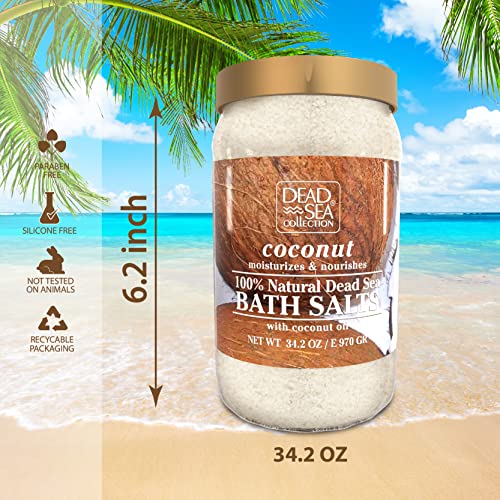 PARABEN
FREE
SILICONE FREE
NOT TESTED
ON ANIMALS
RECYCABLE
PACKAGING
6.2 inch
DEAD
SEA®
COLLECTION
coconut
moisturizes & nourishes
100% Natural Dead Sea
BATH SALTS
with coconut oil
NET WT 34.2 OZ / E 970 GR
34.2 OZ